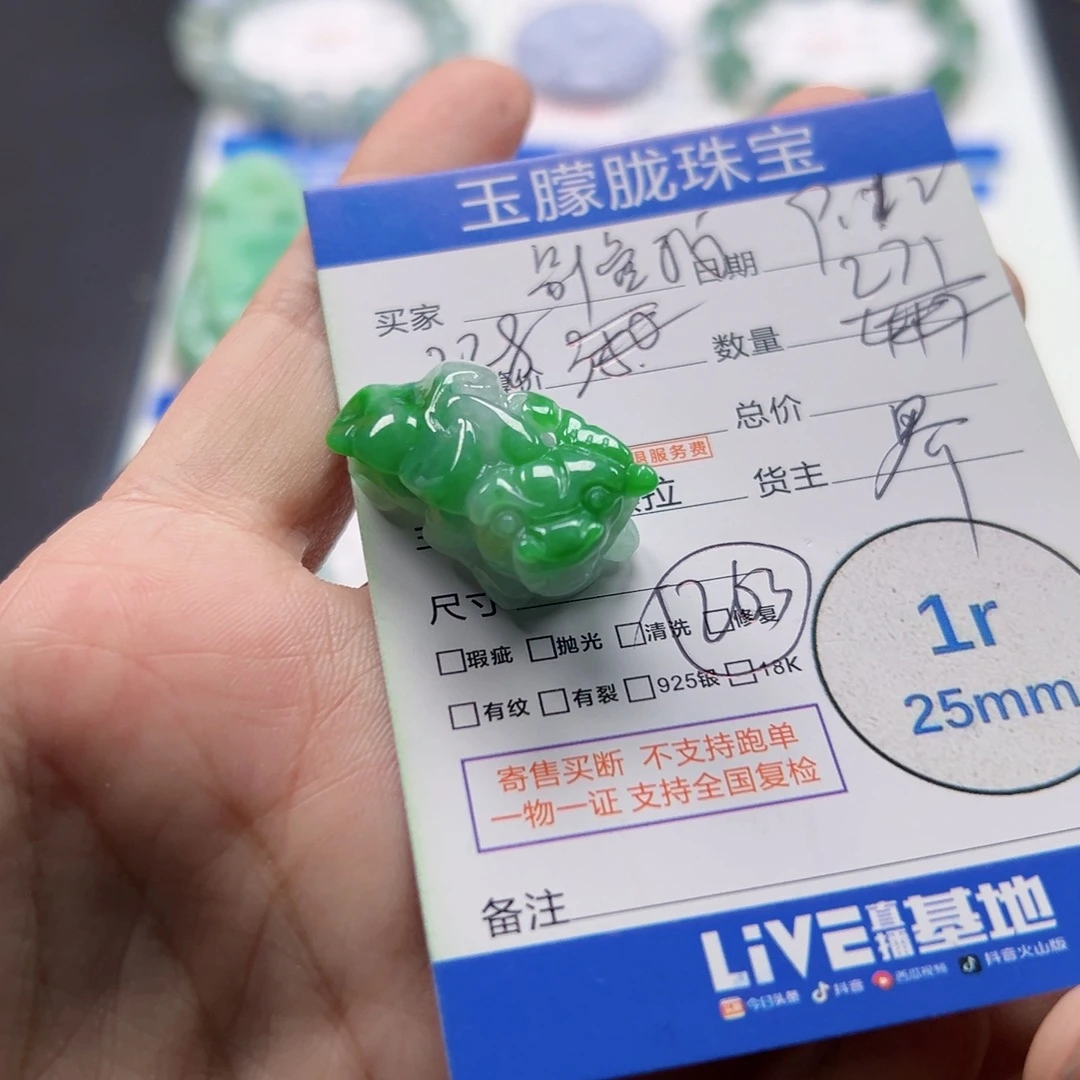 玉朦胧珠宝
买家 日期
价 数量 271
总价
退服务费
拉 货主
尺寸
1r
25mm
□瑕疵 □抛光 □清洗 □修复
□有纹 □有裂 □925银 □18K
寄售买断 不支持跑单
一物一证 支持全国复检
备注
LiVE直播基地
今日头条 抖音 西瓜视频 抖音火山版